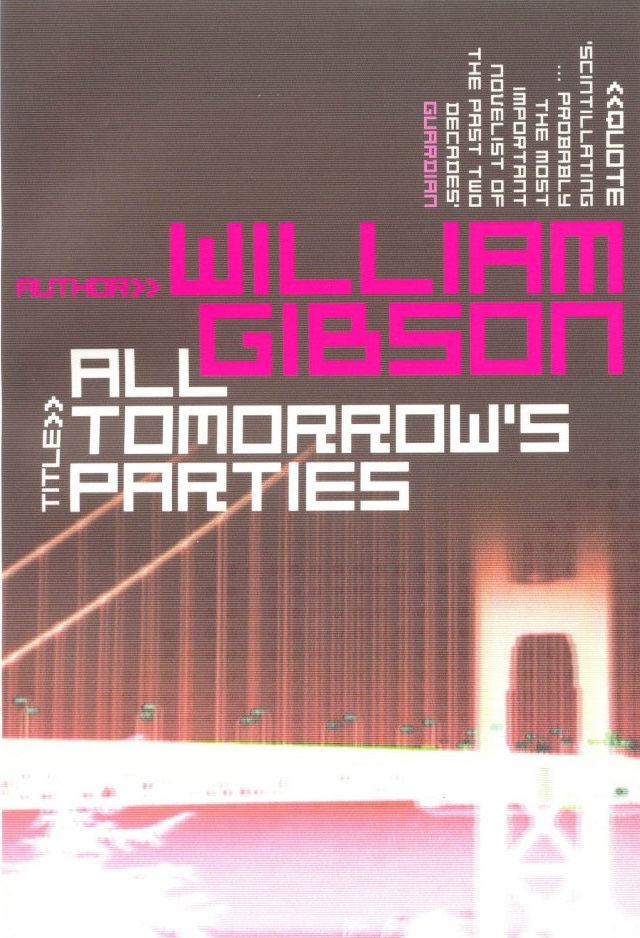 <<QUOTE
'SCINTILLATING
... PROBABLY
THE MOST
IMPORTANT
NOVELIST OF
THE PAST TWO
DECADES'
GUARDIAN
AUTHOR>> WILLIAM
GIBSON
TITLE>> ALL
TOMORROW'S
PARTIES